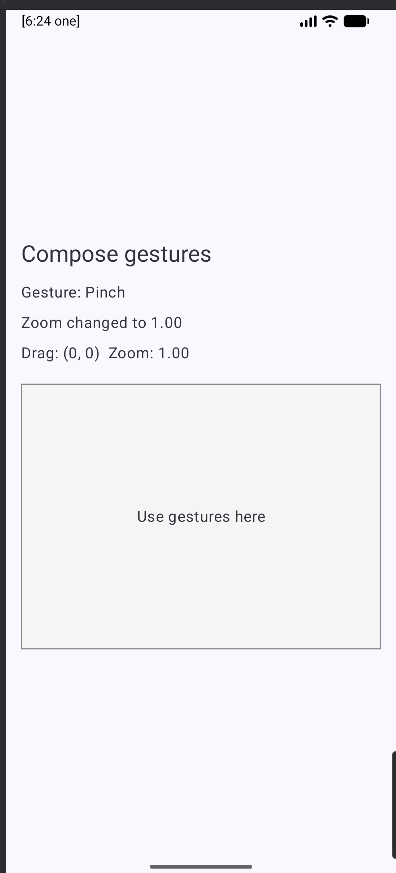 [6:24 one]
Compose gestures
Gesture: Pinch
Zoom changed to 1.00
Drag: (0, 0)  Zoom: 1.00
Use gestures here